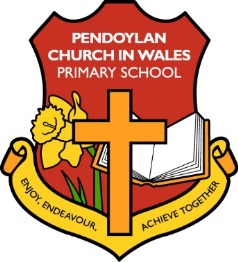 PENDOYLAN
CHURCH IN WALES
PRIMARY SCHOOL
ENJOY, ENDEAVOUR,
ACHIEVE TOGETHER